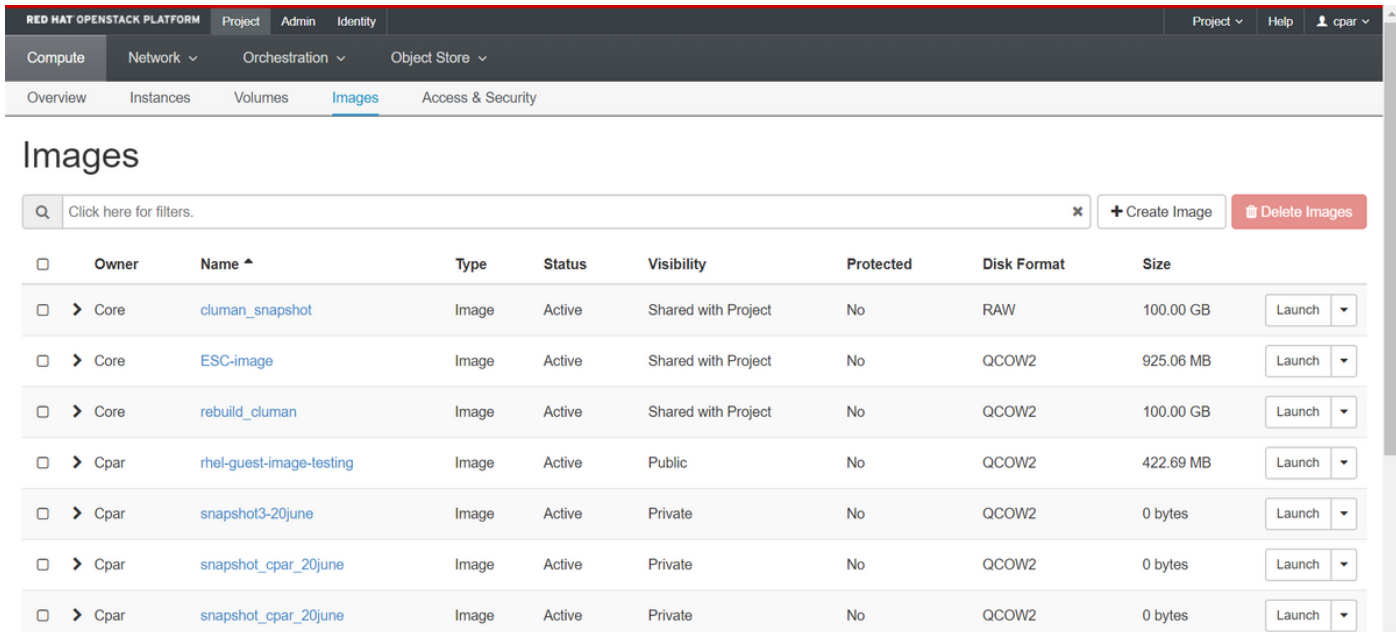 RED HAT OPENSTACK PLATFORM Project Admin Identity Project Help cpar
Compute Network Orchestration Object Store
Overview Instances Volumes Images Access & Security
Images
Click here for filters. Create Image Delete Images
Owner Name Type Status Visibility Protected Disk Format Size
Core cluman_snapshot Image Active Shared with Project No RAW 100.00 GB Launch
Core ESC-image Image Active Shared with Project No QCOW2 925.06 MB Launch
Core rebuild_cluman Image Active Shared with Project No QCOW2 100.00 GB Launch
Cpar rhel-guest-image-testing Image Active Public No QCOW2 422.69 MB Launch
Cpar snapshot3-20june Image Active Private No QCOW2 0 bytes Launch
Cpar snapshot_cpar_20june Image Active Private No QCOW2 0 bytes Launch
Cpar snapshot_cpar_20june Image Active Private No QCOW2 0 bytes Launch